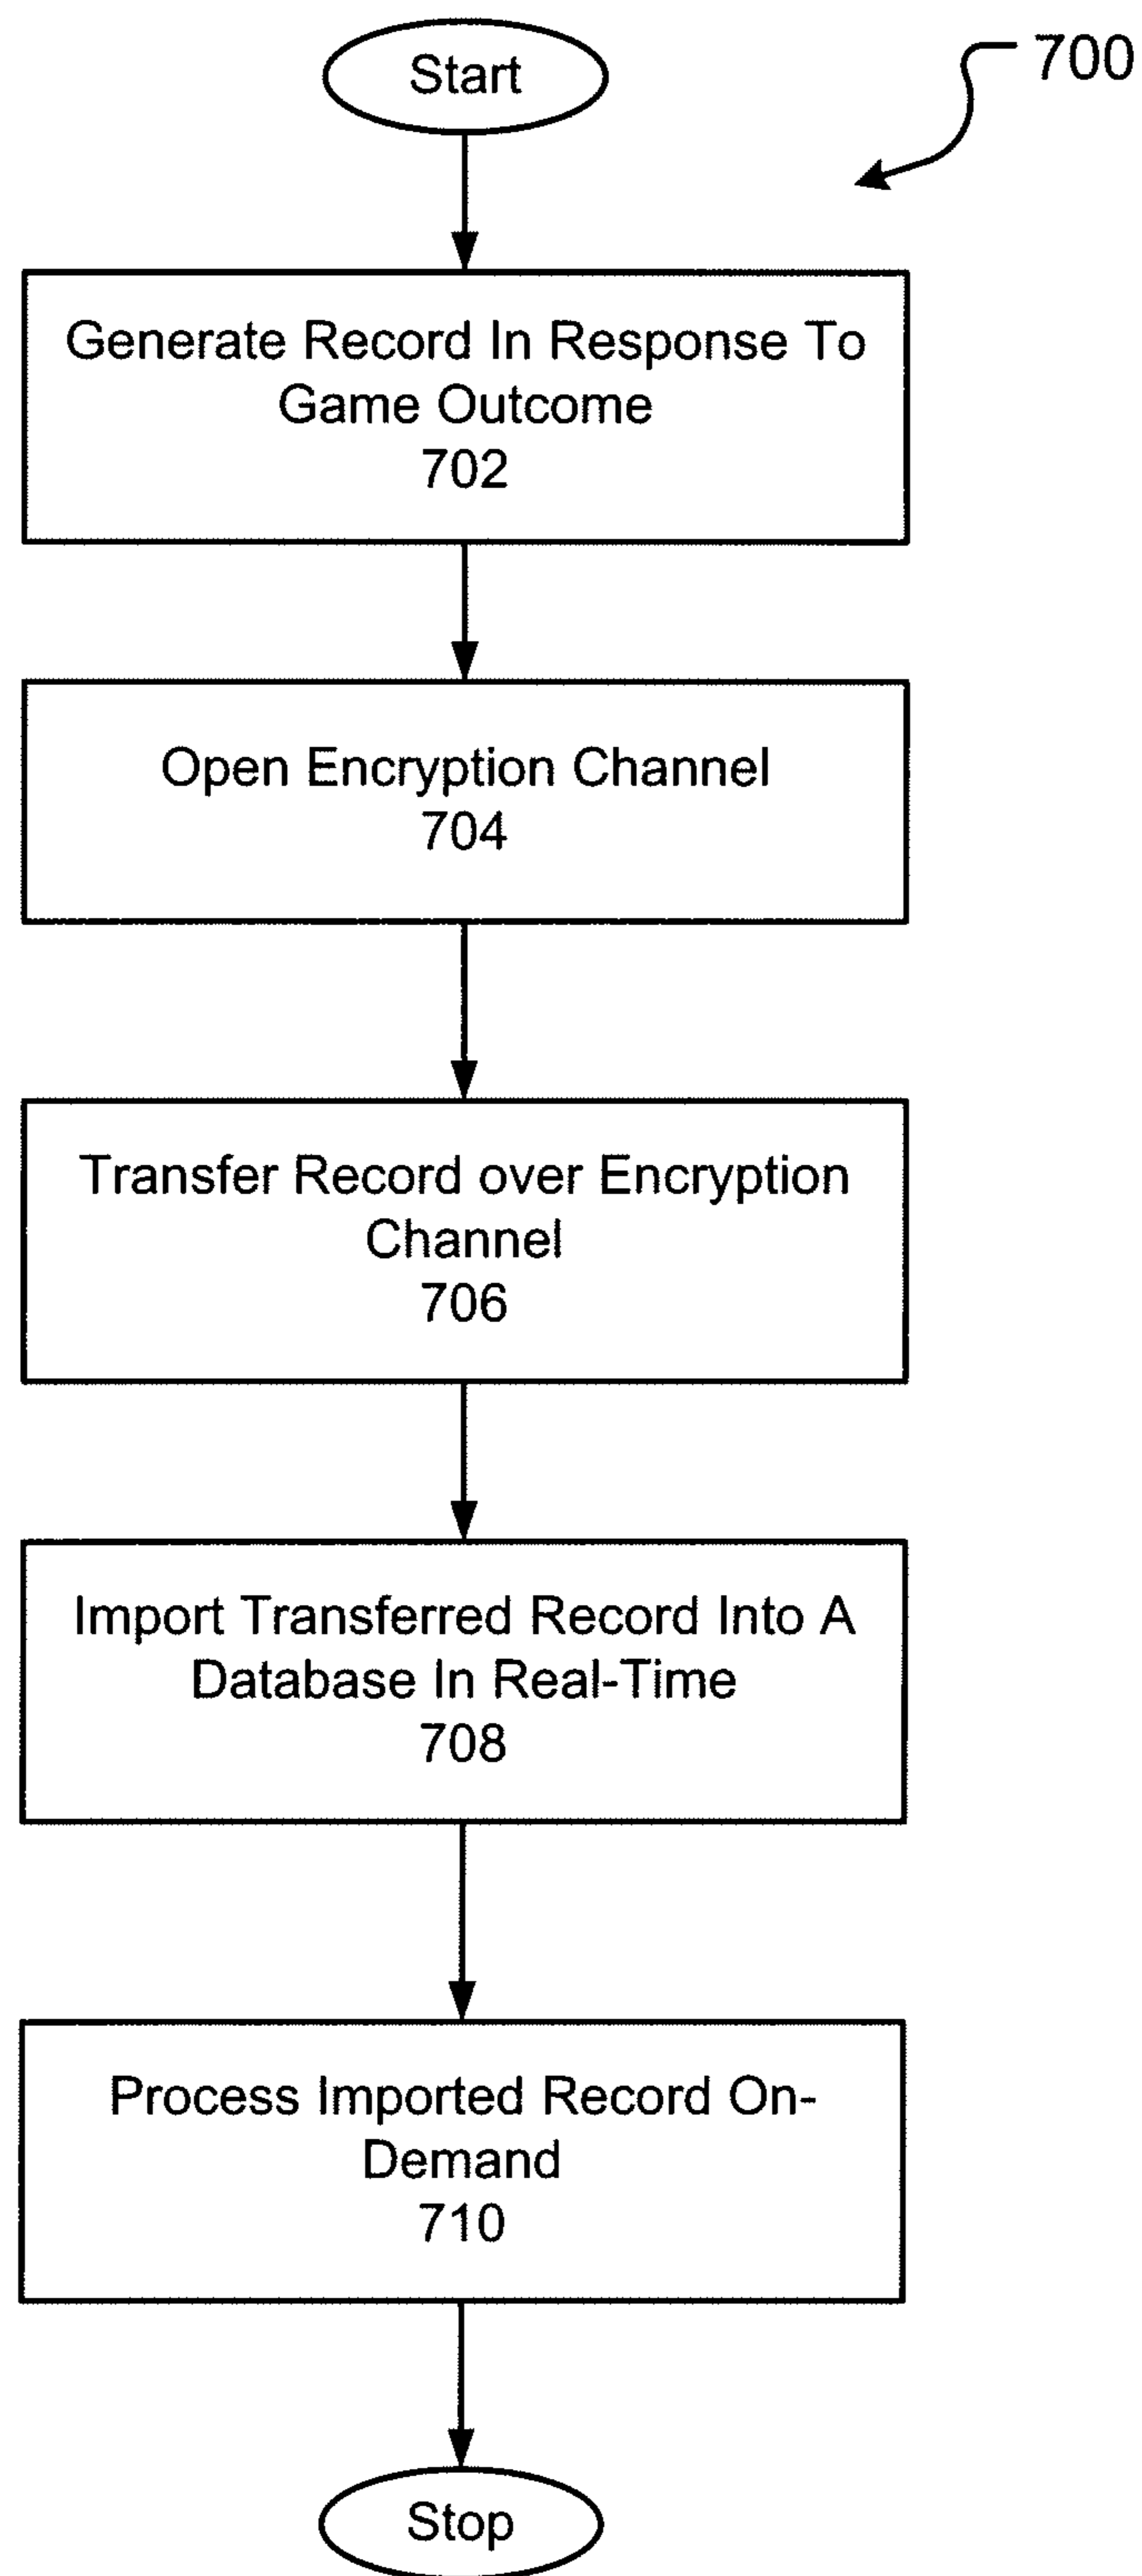 Start
700
Generate Record In Response To
Game Outcome
702
Open Encryption Channel
704
Transfer Record over Encryption
Channel
706
Import Transferred Record Into A
Database In Real-Time
708
Process Imported Record On-
Demand
710
Stop